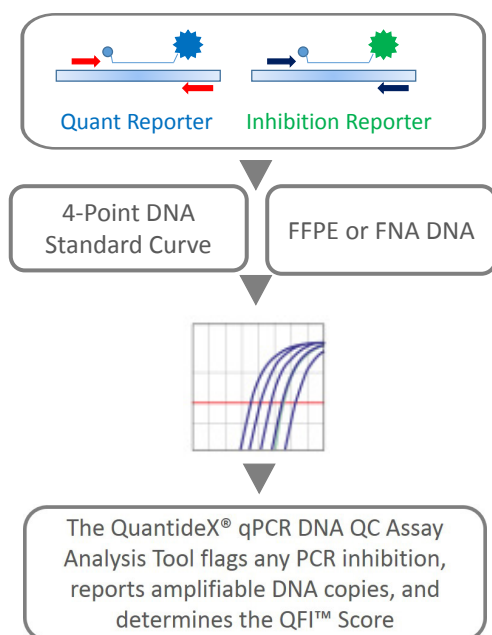 Quant Reporter
Inhibition Reporter
4-Point DNA
Standard Curve
FFPE or FNA DNA
The QuantideX® qPCR DNA QC Assay
Analysis Tool flags any PCR inhibition,
reports amplifiable DNA copies, and
determines the QFI™ Score